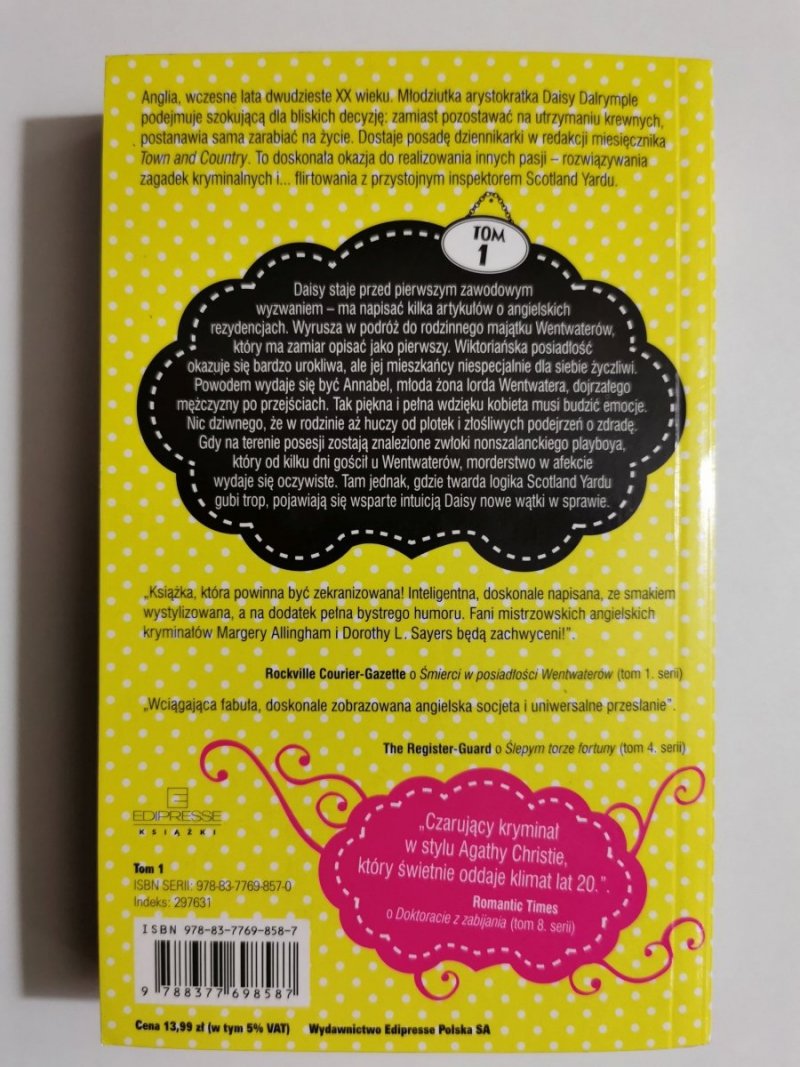 Anglia, wczesne lata dwudzieste XX wieku. Młodziutka arystokratka Daisy Dalrymple
podejmuje szokującą dla bliskich decyzję: zamiast pozostawać na utrzymaniu krewnych,
postanawia sama zarabiać na życie. Dostaje posadę dziennikarki w redakcji miesięcznika
Town and Country. To doskonała okazja do realizowania innych pasji – rozwiązywania
zagadek kryminalnych i... flirtowania z przystojnym inspektorem Scotland Yardu.
TOM
1
Daisy staje przed pierwszym zawodowym
wyzwaniem – ma napisać kilka artykułów o angielskich
rezydencjach. Wyrusza w podróż do rodzinnego majątku Wentwaterów,
który ma zamiar opisać jako pierwszy. Wiktoriańska posiadłość
okazuje się bardzo urokliwa, ale jej mieszkańcy niespecjalnie dla siebie życzliwi.
Powodem wydaje się być Annabel, młoda żona lorda Wentwatera, dojrzałego
mężczyzny po przejściach. Tak piękna i pełna wdzięku kobieta musi budzić emocje.
Nic dziwnego, że w rodzinie aż huczy od plotek i złośliwych podejrzeń o zdradę.
Gdy na terenie posesji zostają znalezione zwłoki nonszalanckiego playboya,
który od kilku dni gościł u Wentwaterów, morderstwo w afekcie
wydaje się oczywiste. Tam jednak, gdzie twarda logika Scotland Yardu
gubi trop, pojawiają się wsparte intuicją Daisy nowe wątki w sprawie.
„Książka, która powinna być zekranizowana! Inteligentna, doskonale napisana, ze smakiem
wystylizowana, a na dodatek pełna bystrego humoru. Fani mistrzowskich angielskich
kryminałów Margery Allingham i Dorothy L. Sayers będą zachwyceni!”.
Rockville Courier-Gazette o Śmierci w posiadłości Wentwaterów (tom 1. serii)
„Wciągająca fabuła, doskonale zobrazowana angielska socjeta i uniwersalne przesłanie”.
The Register-Guard o Ślepym torze fortuny (tom 4. serii)
„Czarujący kryminał
w stylu Agathy Christie,
który świetnie oddaje klimat lat 20.”.
Romantic Times
o Doktoracie z zabijania (tom 8. serii)
EDIPRESSE
KSIĄŻKI
Tom 1
ISBN SERII: 978-83-7769-857-0
Indeks: 297631
ISBN 978-83-7769-858-7
9 788377 698587
Cena 13,99 zł (w tym 5% VAT) Wydawnictwo Edipresse Polska SA